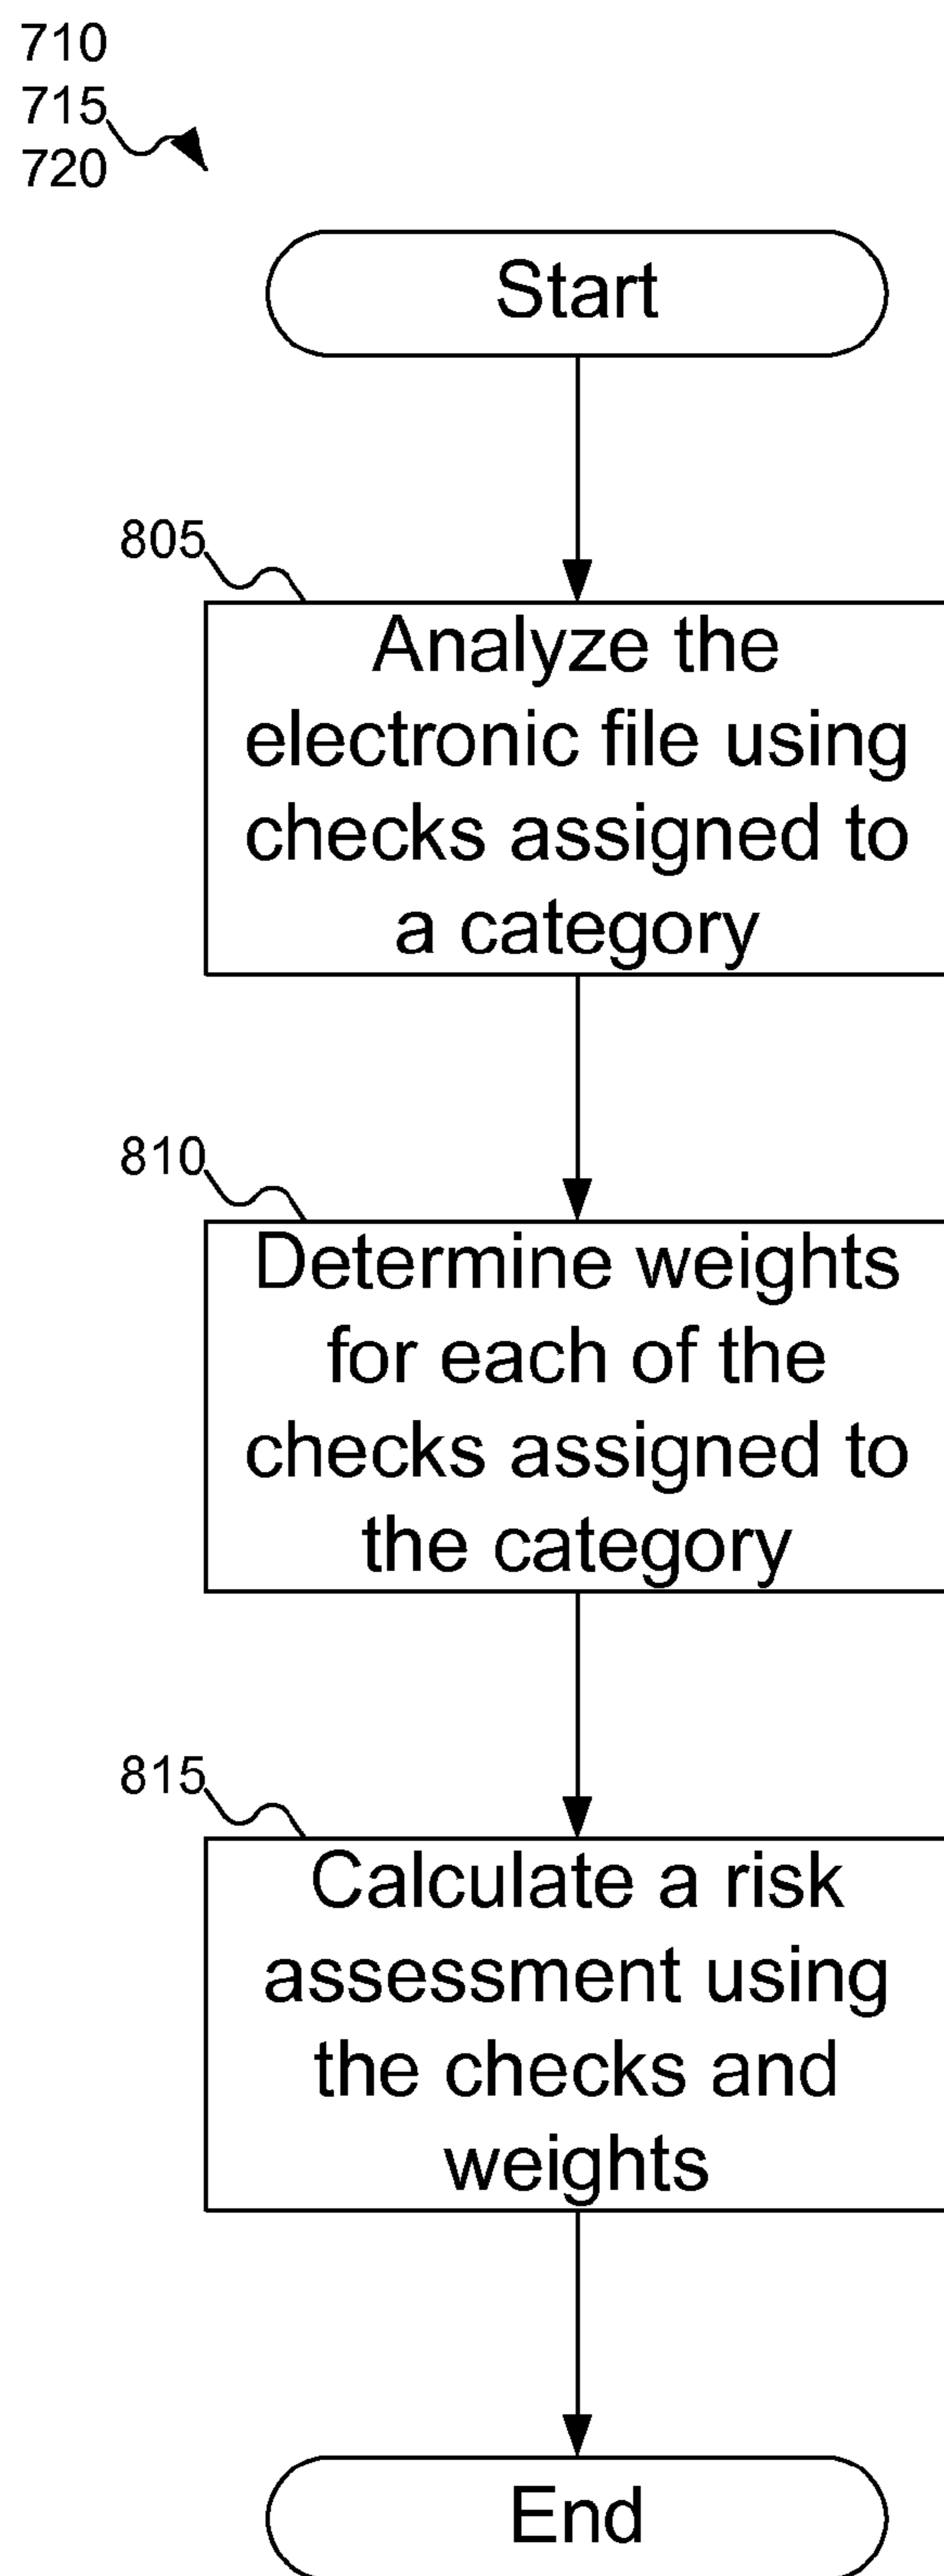 710
715
720
Start
805
Analyze the
electronic file using
checks assigned to
a category
810
Determine weights
for each of the
checks assigned to
the category
815
Calculate a risk
assessment using
the checks and
weights
End